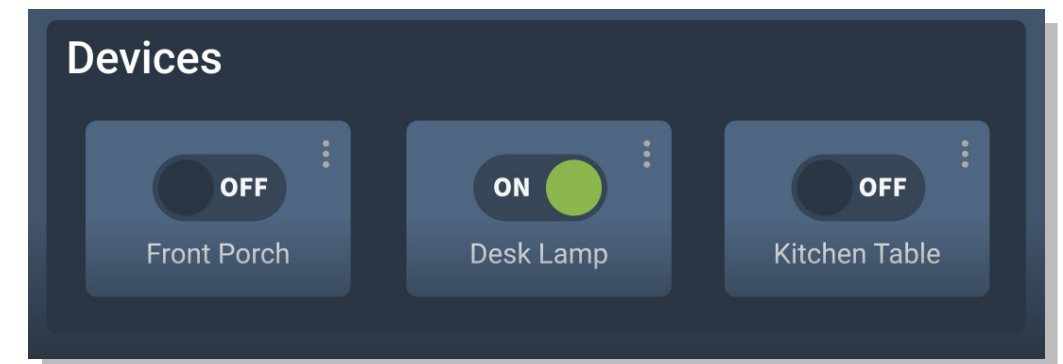 Devices
OFF
ON
OFF
Front Porch
Desk Lamp
Kitchen Table